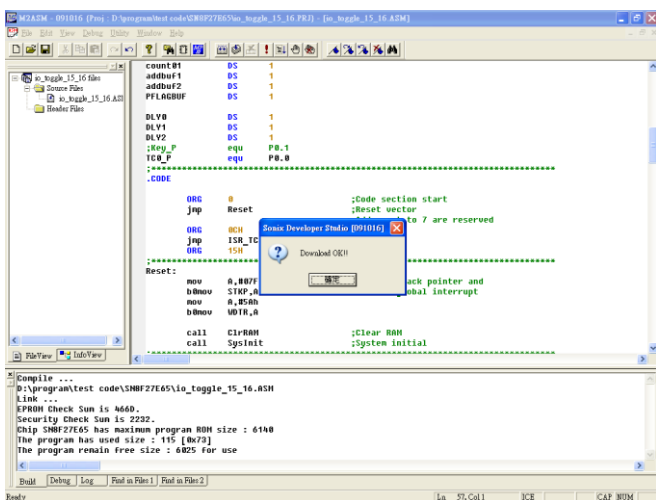 M2ASM - 091016 (Proj : D:\program\test code\SN8F27E65\io_toggle_15_16.PRJ) - [io_toggle_15_16.ASM]
File Edit View Debug Utility Window Help
io_toggle_15_16 files
Source Files
io_toggle_15_16.ASM
Header Files
FileView InfoView
count01 DS 1
addbuf1 DS 1
addbuf2 DS 1
PFLAGBUF DS 1
DLY0 DS 1
DLY1 DS 1
DLY2 DS 1
;Key_P equ P0.1
TC0_P equ P0.0
.CODE
ORG 0 ;Code section start
jmp Reset ;Reset vector
to 7 are reserved
ORG 0CH
jmp ISR_TC
ORG 15H
Reset:
mov A,#07F ack pointer and
b0mov STKP,A obal interrupt
mov A,#5Ah
b0mov WDTR,A
call ClrRAM ;Clear RAM
call SysInit ;System initial
Sonix Developer Studio [091016]
Download OK!!
確定
Compile ...
D:\program\test code\SN8F27E65\io_toggle_15_16.ASM
Link ...
EPROM Check Sum is 466D.
Security Check Sum is 2232.
Chip SN8F27E65 has maximum program ROM size : 6140
The program has used size : 115 [0x73]
The program remain free size : 6025 for use
Build Debug Log Find in Files 1 Find in Files 2
Ready Ln 57, Col 1 ICE CAP NUM